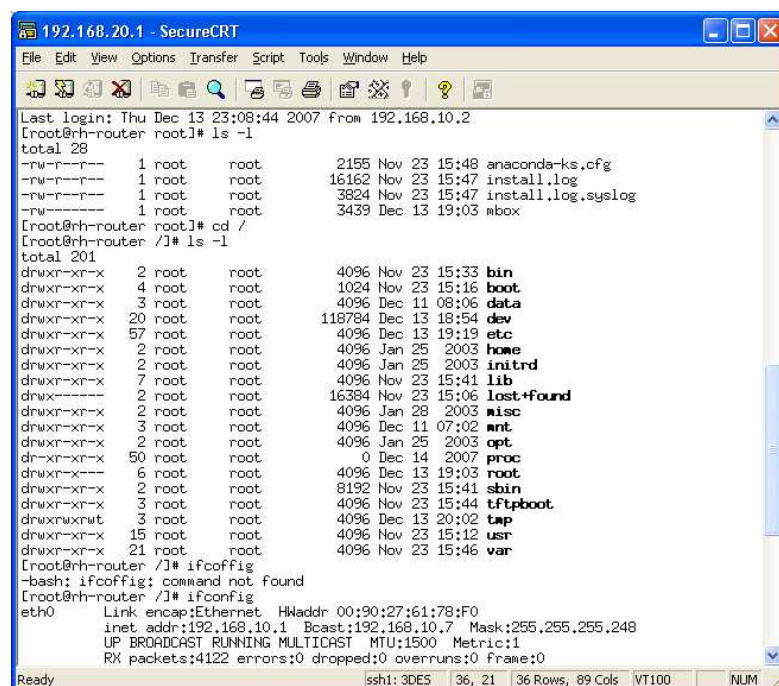 192.168.20.1 - SecureCRT
File Edit View Options Transfer Script Tools Window Help
Last login: Thu Dec 13 23:08:44 2007 from 192.168.10.2
[root@rh-router root]# ls -l
total 28
-rw-r--r-- 1 root root 2155 Nov 23 15:48 anaconda-ks.cfg
-rw-r--r-- 1 root root 16162 Nov 23 15:47 install.log
-rw-r--r-- 1 root root 3824 Nov 23 15:47 install.log.syslog
-rw------- 1 root root 3439 Dec 13 19:03 mbox
[root@rh-router root]# cd /
[root@rh-router /]# ls -l
total 201
drwxr-xr-x 2 root root 4096 Nov 23 15:33 bin
drwxr-xr-x 4 root root 1024 Nov 23 15:16 boot
drwxr-xr-x 3 root root 4096 Dec 11 08:06 data
drwxr-xr-x 20 root root 118784 Dec 13 18:54 dev
drwxr-xr-x 57 root root 4096 Dec 13 19:19 etc
drwxr-xr-x 2 root root 4096 Jan 25 2003 home
drwxr-xr-x 2 root root 4096 Jan 25 2003 initrd
drwxr-xr-x 7 root root 4096 Nov 23 15:41 lib
drwx------ 2 root root 16384 Nov 23 15:06 lost+found
drwxr-xr-x 2 root root 4096 Jan 28 2003 misc
drwxr-xr-x 3 root root 4096 Dec 11 07:02 mnt
drwxr-xr-x 2 root root 4096 Jan 25 2003 opt
dr-xr-xr-x 50 root root 0 Dec 14 2007 proc
drwxr-x--- 6 root root 4096 Dec 13 19:03 root
drwxr-xr-x 2 root root 8192 Nov 23 15:41 sbin
drwxr-xr-x 3 root root 4096 Nov 23 15:44 tftpboot
drwxrwxrwt 3 root root 4096 Dec 13 20:02 tmp
drwxr-xr-x 15 root root 4096 Nov 23 15:12 usr
drwxr-xr-x 21 root root 4096 Nov 23 15:46 var
[root@rh-router /]# ifcoffig
-bash: ifcoffig: command not found
[root@rh-router /]# ifconfig
eth0 Link encap:Ethernet HWaddr 00:90:27:61:78:F0
inet addr:192.168.10.1 Bcast:192.168.10.7 Mask:255.255.255.248
UP BROADCAST RUNNING MULTICAST MTU:1500 Metric:1
RX packets:4122 errors:0 dropped:0 overruns:0 frame:0
Ready ssh1: 3DES 36, 21 36 Rows, 89 Cols VT100 NUM